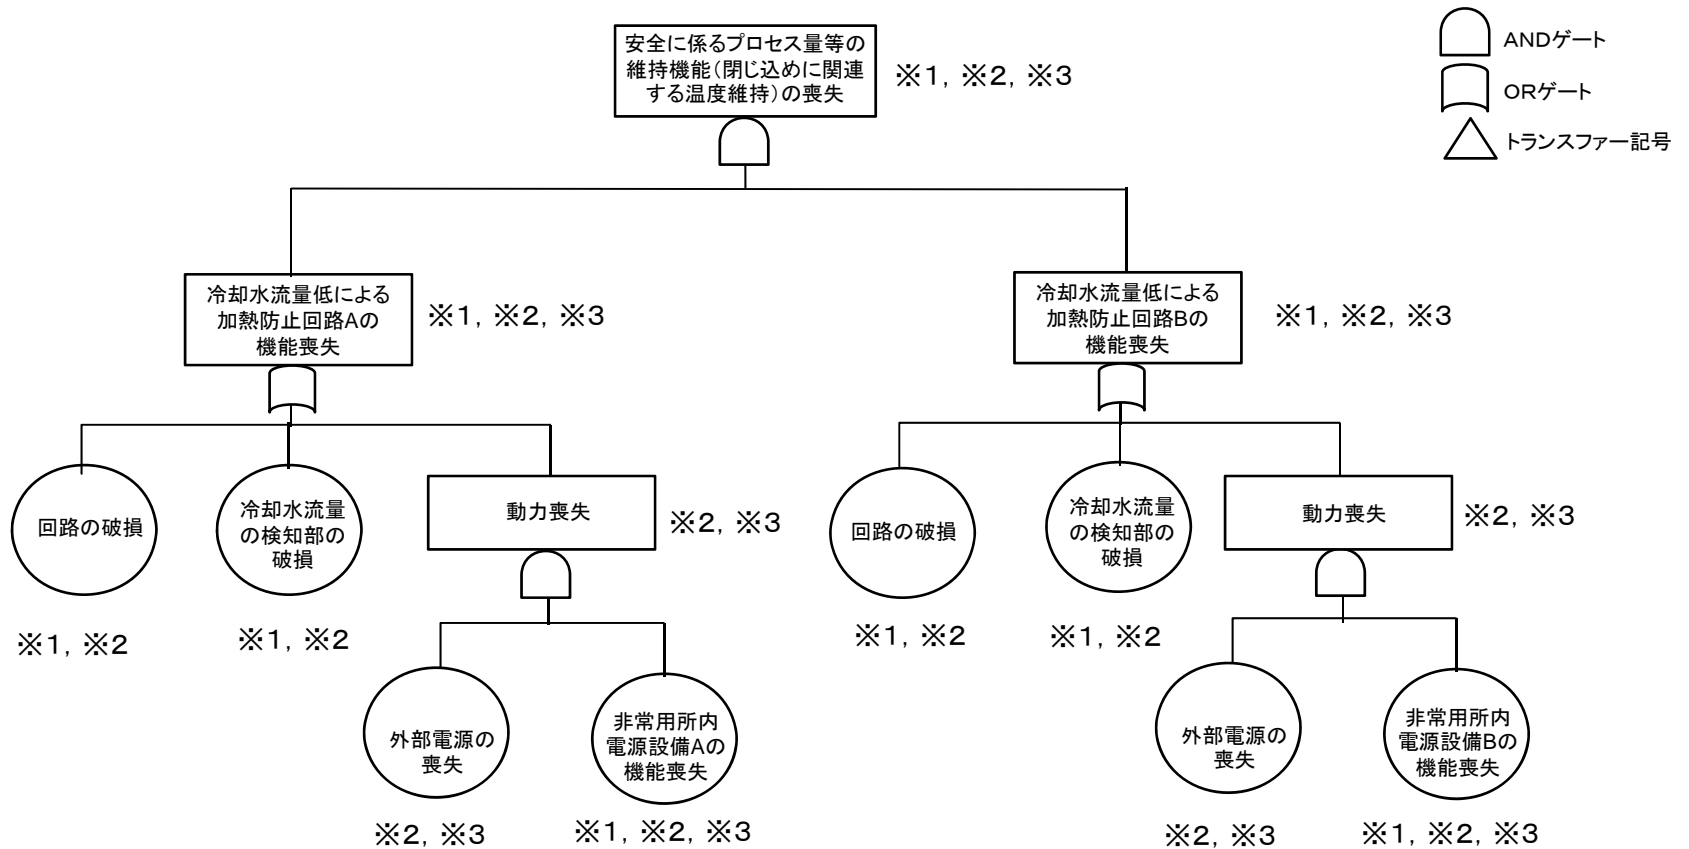 安全に係るプロセス量等の
維持機能（閉じ込めに関連
する温度維持）の喪失
※1，※2，※3
ANDゲート
ORゲート
トランスファー記号
冷却水流量低による
加熱防止回路Aの
機能喪失
※1，※2，※3
冷却水流量低による
加熱防止回路Bの
機能喪失
※1，※2，※3
回路の破損
※1，※2
冷却水流量
の検知部の
破損
※1，※2
動力喪失
※2，※3
回路の破損
※1，※2
冷却水流量
の検知部の
破損
※1，※2
動力喪失
※2，※3
外部電源の
喪失
※2，※3
非常用所内
電源設備Aの
機能喪失
※1，※2，※3
外部電源の
喪失
※2，※3
非常用所内
電源設備Bの
機能喪失
※1，※2，※3